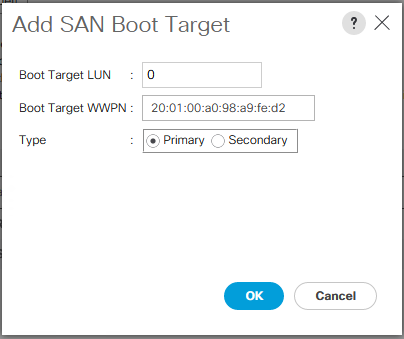 Add SAN Boot Target
?
Boot Target LUN : 0
Boot Target WWPN : 20:01:00:a0:98:a9:fe:d2
Type : Primary Secondary
OK Cancel